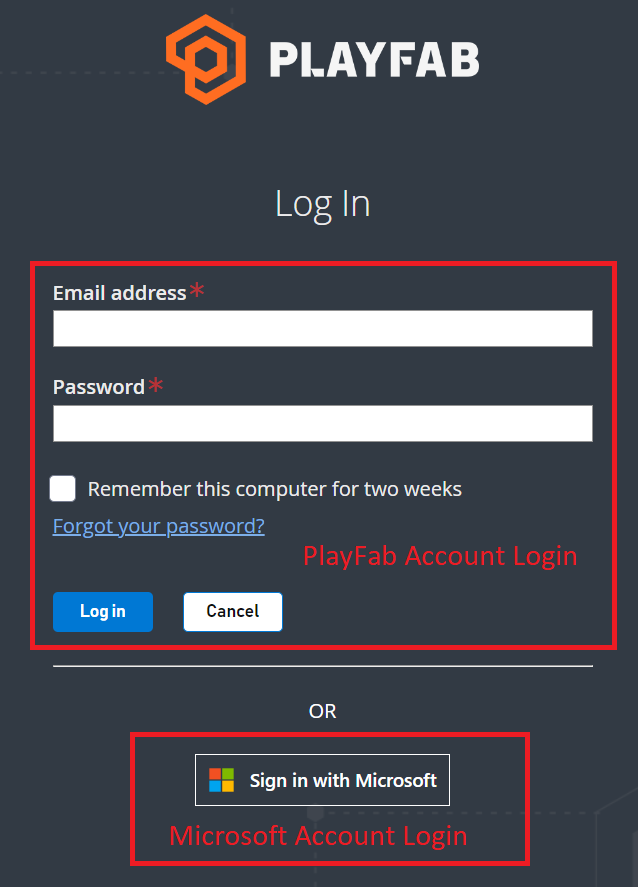 PLAYFAB
Log In
Email address*
Password*
Remember this computer for two weeks
Forgot your password?
PlayFab Account Login
Log in Cancel
OR
Sign in with Microsoft
Microsoft Account Login